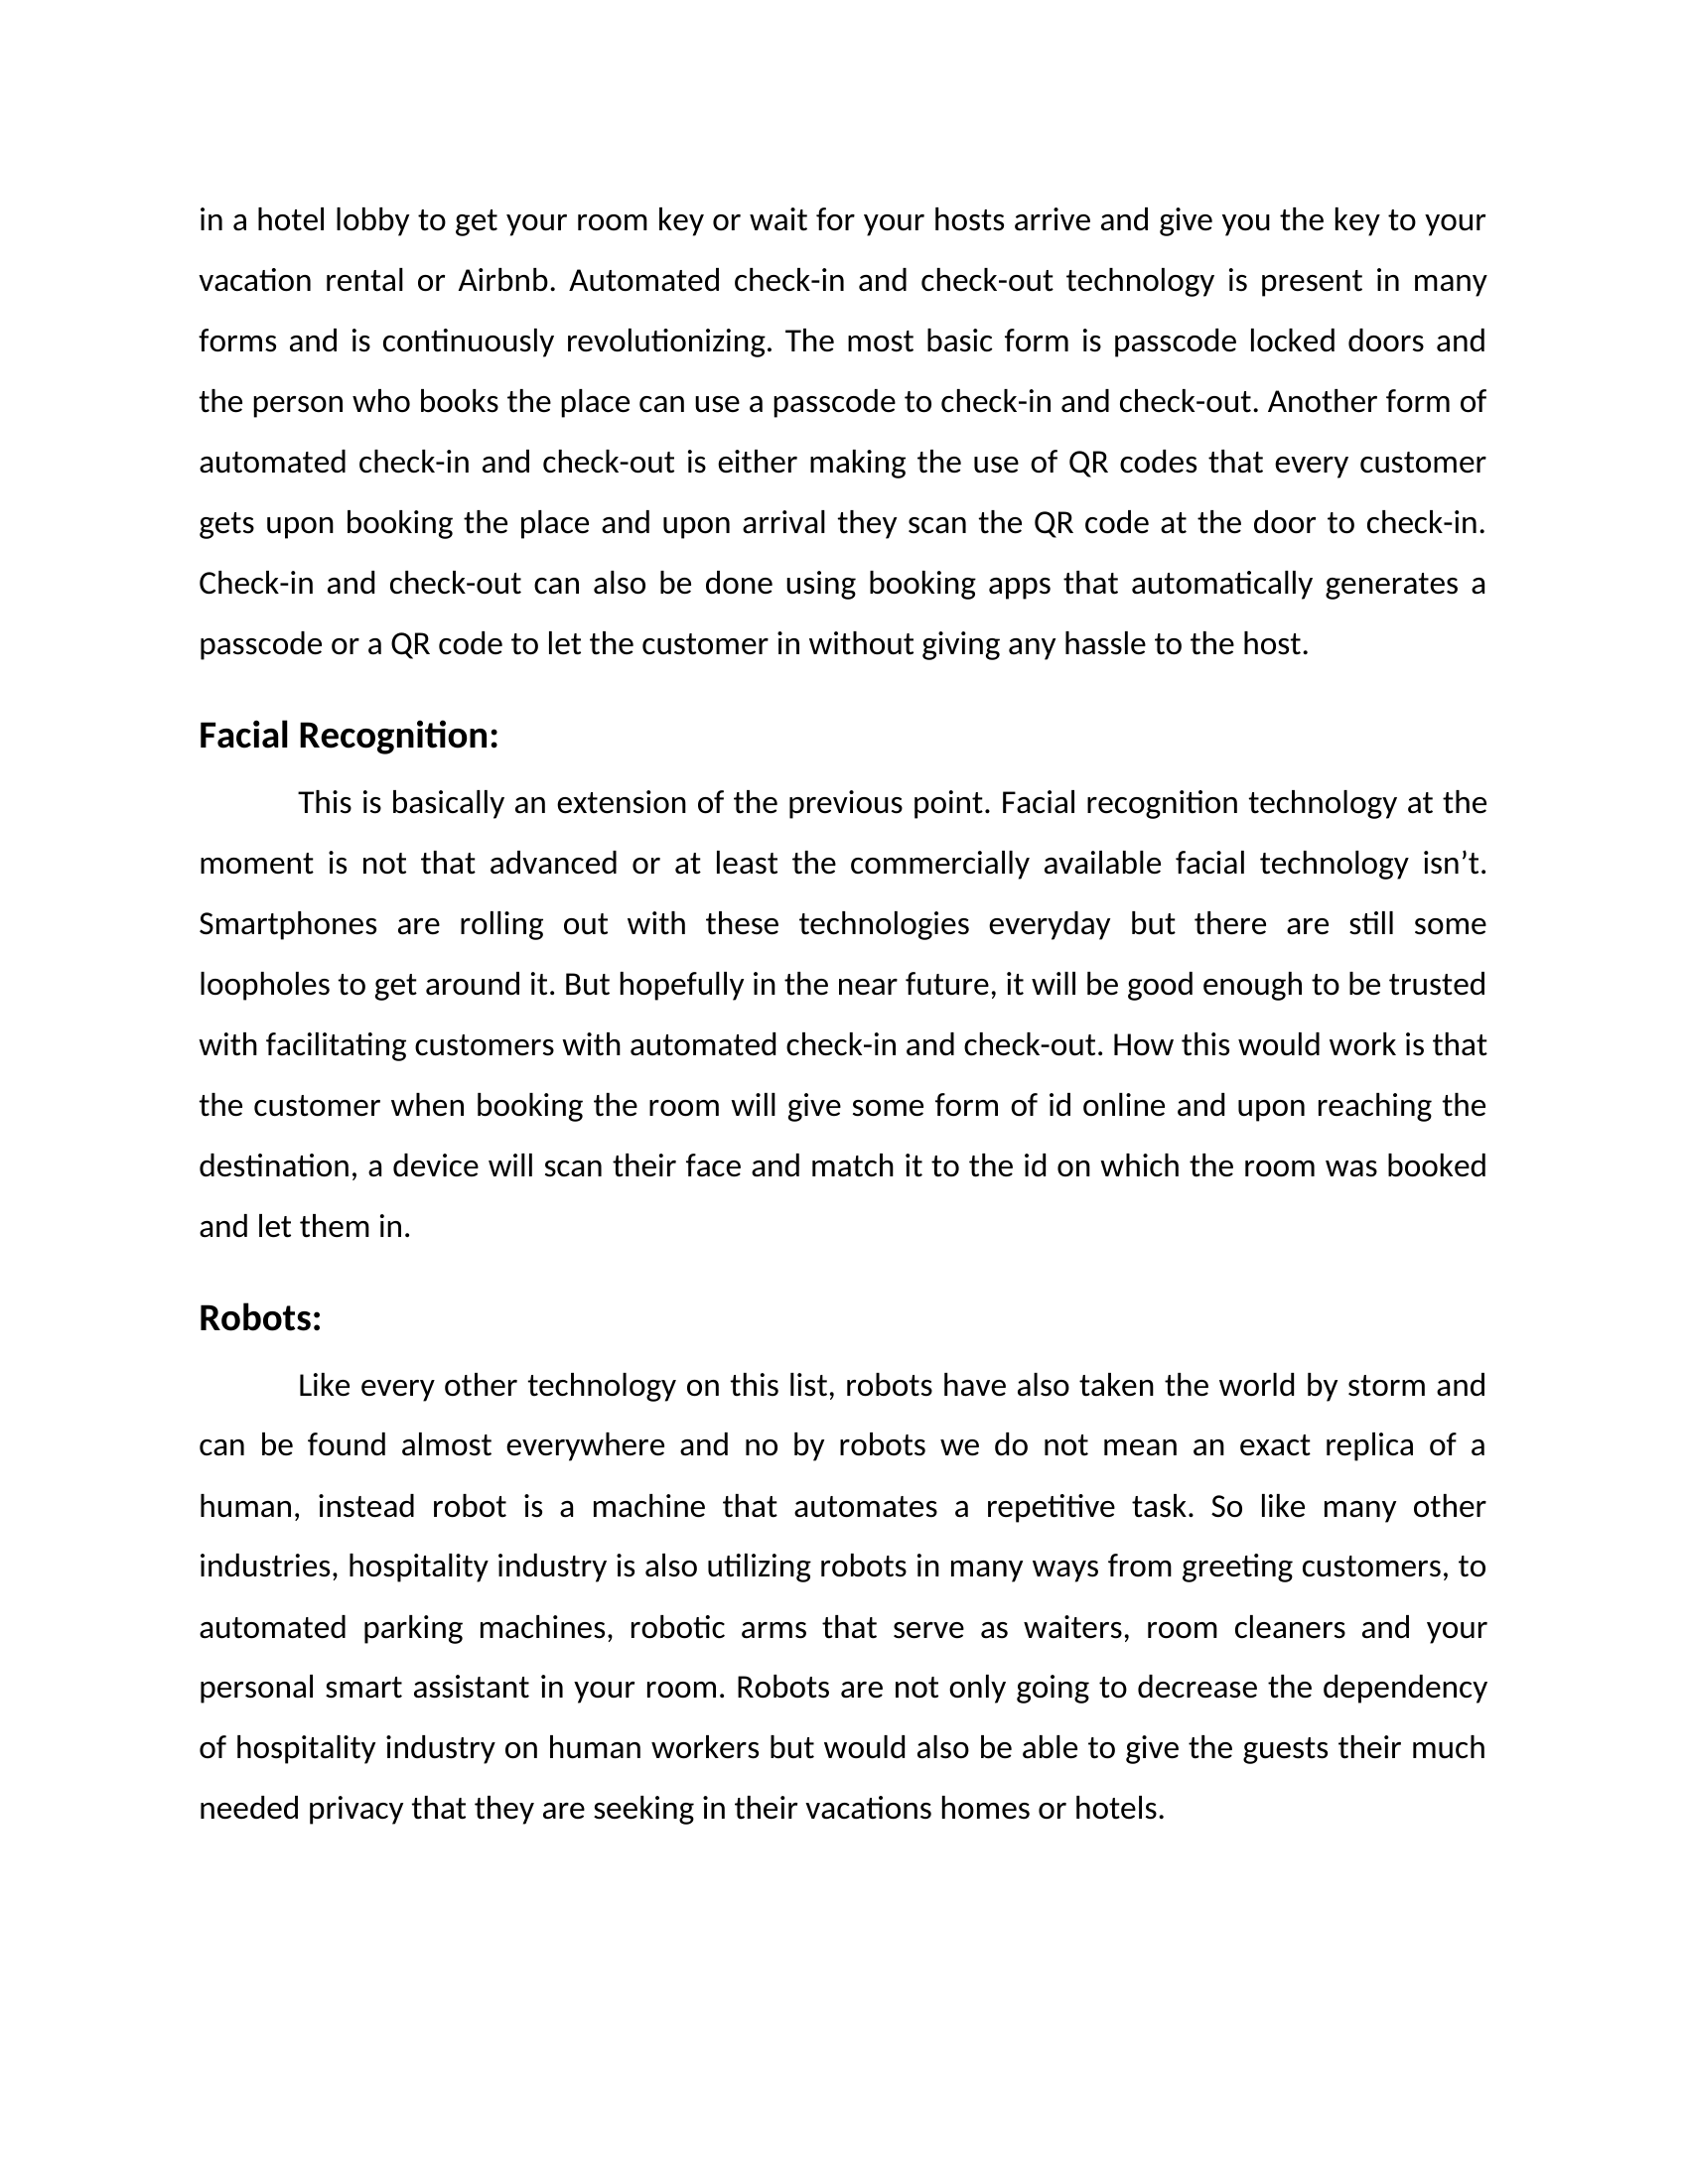 in a hotel lobby to get your room key or wait for your hosts arrive and give you the key to your
vacation rental or Airbnb. Automated check-in and check-out technology is present in many
forms and is continuously revolutionizing. The most basic form is passcode locked doors and
the person who books the place can use a passcode to check-in and check-out. Another form of
automated check-in and check-out is either making the use of QR codes that every customer
gets upon booking the place and upon arrival they scan the QR code at the door to check-in.
Check-in and check-out can also be done using booking apps that automatically generates a
passcode or a QR code to let the customer in without giving any hassle to the host.
Facial Recognition:
This is basically an extension of the previous point. Facial recognition technology at the
moment is not that advanced or at least the commercially available facial technology isn’t.
Smartphones are rolling out with these technologies everyday but there are still some
loopholes to get around it. But hopefully in the near future, it will be good enough to be trusted
with facilitating customers with automated check-in and check-out. How this would work is that
the customer when booking the room will give some form of id online and upon reaching the
destination, a device will scan their face and match it to the id on which the room was booked
and let them in.
Robots:
Like every other technology on this list, robots have also taken the world by storm and
can be found almost everywhere and no by robots we do not mean an exact replica of a
human, instead robot is a machine that automates a repetitive task. So like many other
industries, hospitality industry is also utilizing robots in many ways from greeting customers, to
automated parking machines, robotic arms that serve as waiters, room cleaners and your
personal smart assistant in your room. Robots are not only going to decrease the dependency
of hospitality industry on human workers but would also be able to give the guests their much
needed privacy that they are seeking in their vacations homes or hotels.